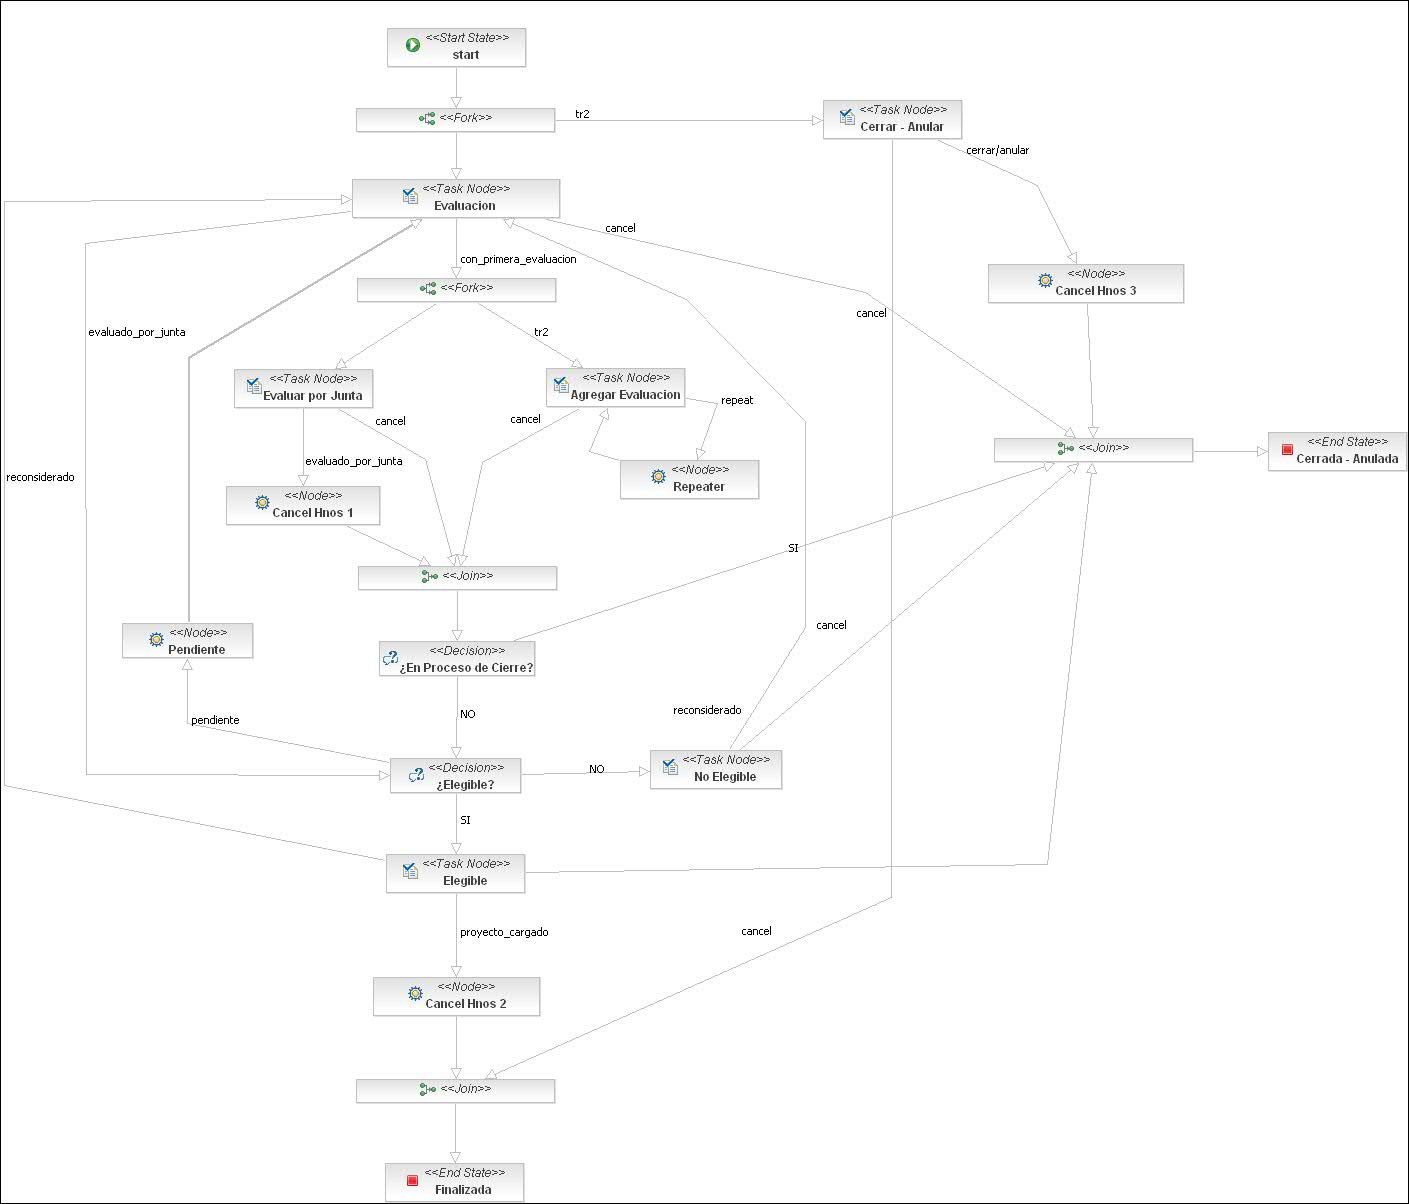 <<Start State>>
start
<<Fork>>
tr2
<<Task Node>>
Cerrar - Anular
cerrar/anular
<<Task Node>>
Evaluacion
cancel
con_primera_evaluacion
<<Node>>
Cancel Hnos 3
<<Fork>>
cancel
evaluado_por_junta
tr2
<<Task Node>>
Evaluar por Junta
<<Task Node>>
Agregar Evaluacion
repeat
cancel
cancel
<<Join>>
<<End State>>
Cerrada - Anulada
evaluado_por_junta
<<Node>>
Repeater
reconsiderado
<<Node>>
Cancel Hnos 1
SI
<<Join>>
cancel
<<Node>>
Pendiente
<<Decision>>
¿En Proceso de Cierre?
reconsiderado
NO
pendiente
<<Decision>>
¿Elegible?
NO
<<Task Node>>
No Elegible
SI
<<Task Node>>
Elegible
proyecto_cargado
cancel
<<Node>>
Cancel Hnos 2
<<Join>>
<<End State>>
Finalizada